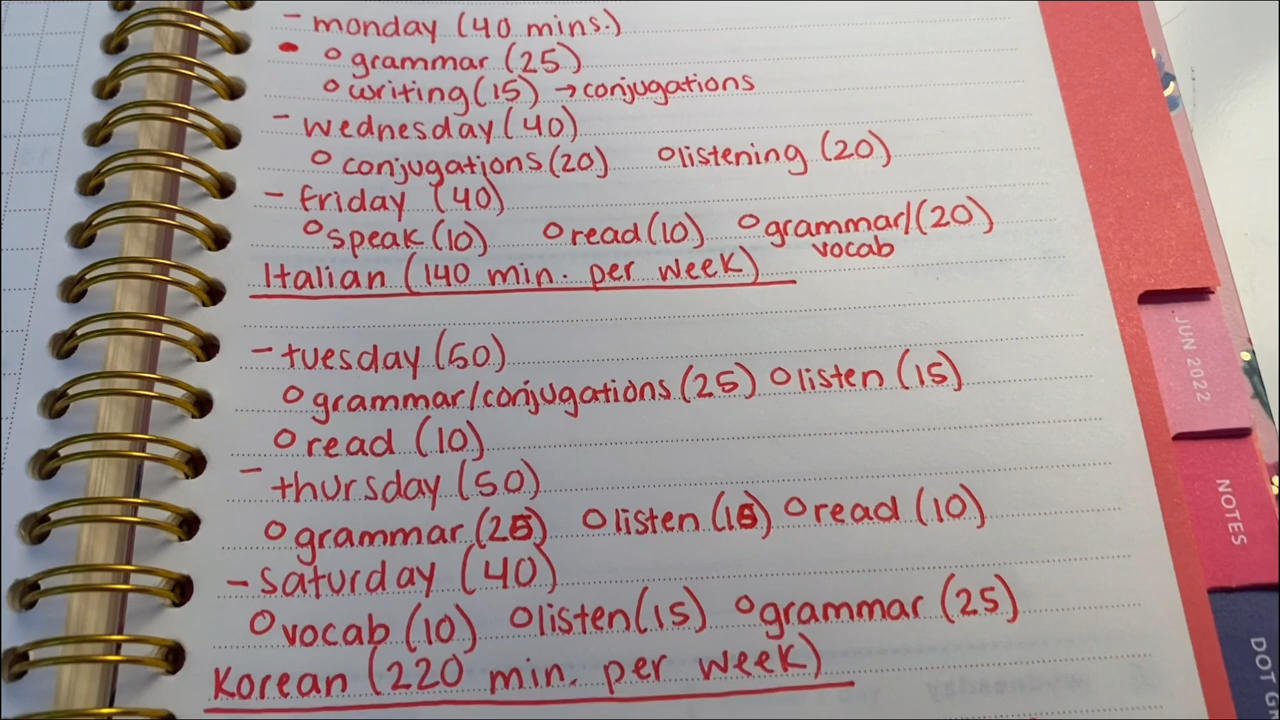 - monday (40 mins.)
o grammar (25)
o writing (15) → conjugations
- wednesday (40)
o conjugations (20) o listening (20)
- friday (40)
o speak (10) o read (10) o grammar/(20)
vocab
Italian (140 min. per week)
- tuesday (50)
o grammar/conjugations (25) o listen (15)
o read (10)
- thursday (50)
o grammar (25) o listen (15) o read (10)
- saturday (40)
o vocab (10) o listen (15) o grammar (25)
Korean (220 min. per week)
JUN 2022
NOTES